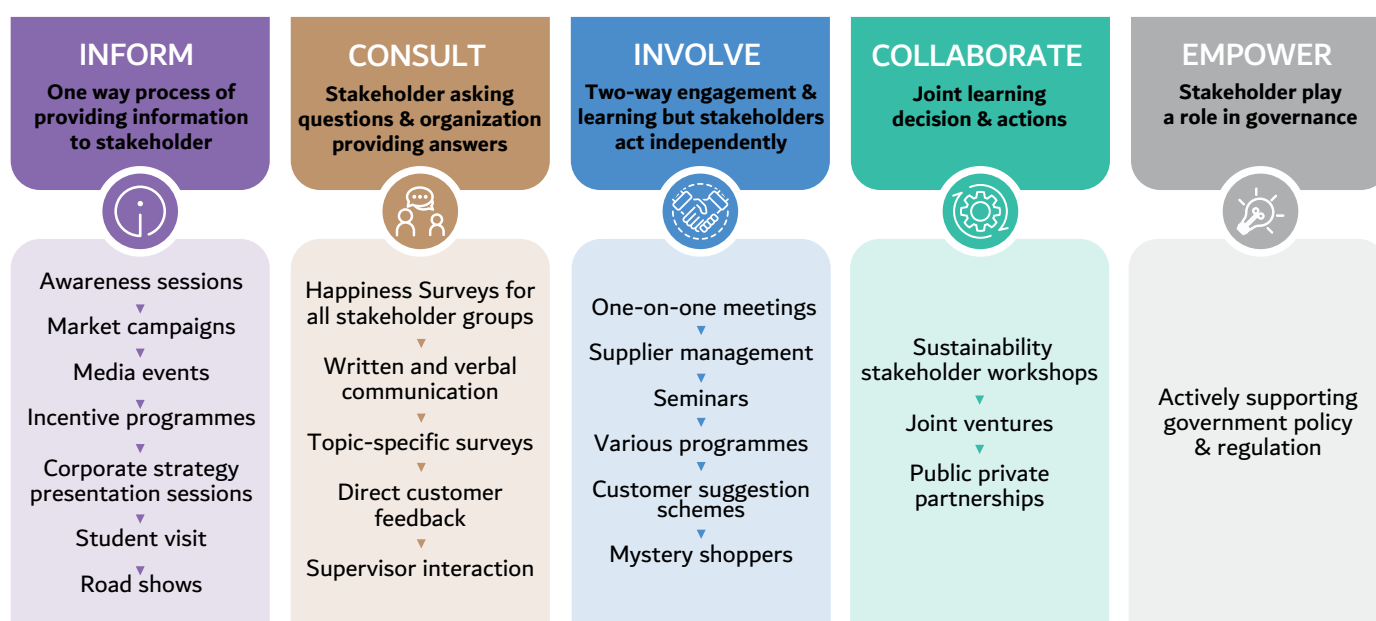 INFORM
One way process of
providing information
to stakeholder
Awareness sessions
Market campaigns
Media events
Incentive programmes
Corporate strategy
presentation sessions
Student visit
Road shows
CONSULT
Stakeholder asking
questions & organization
providing answers
Happiness Surveys for
all stakeholder groups
Written and verbal
communication
Topic-specific surveys
Direct customer
feedback
Supervisor interaction
INVOLVE
Two-way engagement &
learning but stakeholders
act independently
One-on-one meetings
Supplier management
Seminars
Various programmes
Customer suggestion
schemes
Mystery shoppers
COLLABORATE
Joint learning
decision & actions
Sustainability
stakeholder workshops
Joint ventures
Public private
partnerships
EMPOWER
Stakeholder play
a role in governance
Actively supporting
government policy
& regulation